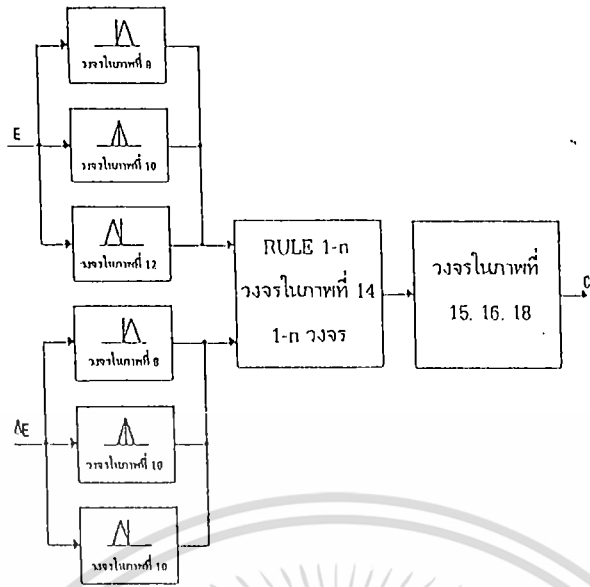 วงจรในภาพที่ 8
E
วงจรในภาพที่ 10
วงจรในภาพที่ 12
RULE 1-n
วงจรในภาพที่ 14
1-n วงจร
วงจรในภาพที่
15. 16. 18
C
วงจรในภาพที่ 8
ΔE
วงจรในภาพที่ 10
วงจรในภาพที่ 10